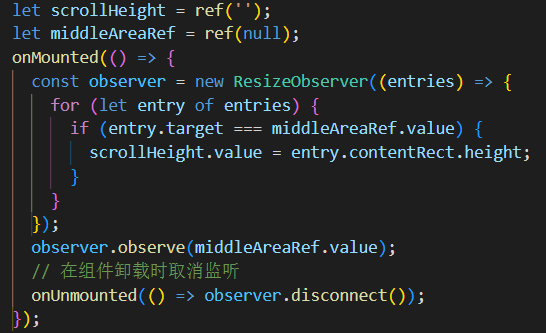 let scrollHeight = ref('');
let middleAreaRef = ref(null);
onMounted(() => {
  const observer = new ResizeObserver((entries) => {
    for (let entry of entries) {
      if (entry.target === middleAreaRef.value) {
        scrollHeight.value = entry.contentRect.height;
      }
    }
  });
  observer.observe(middleAreaRef.value);
  // 在组件卸载时取消监听
  onUnmounted(() => observer.disconnect());
});